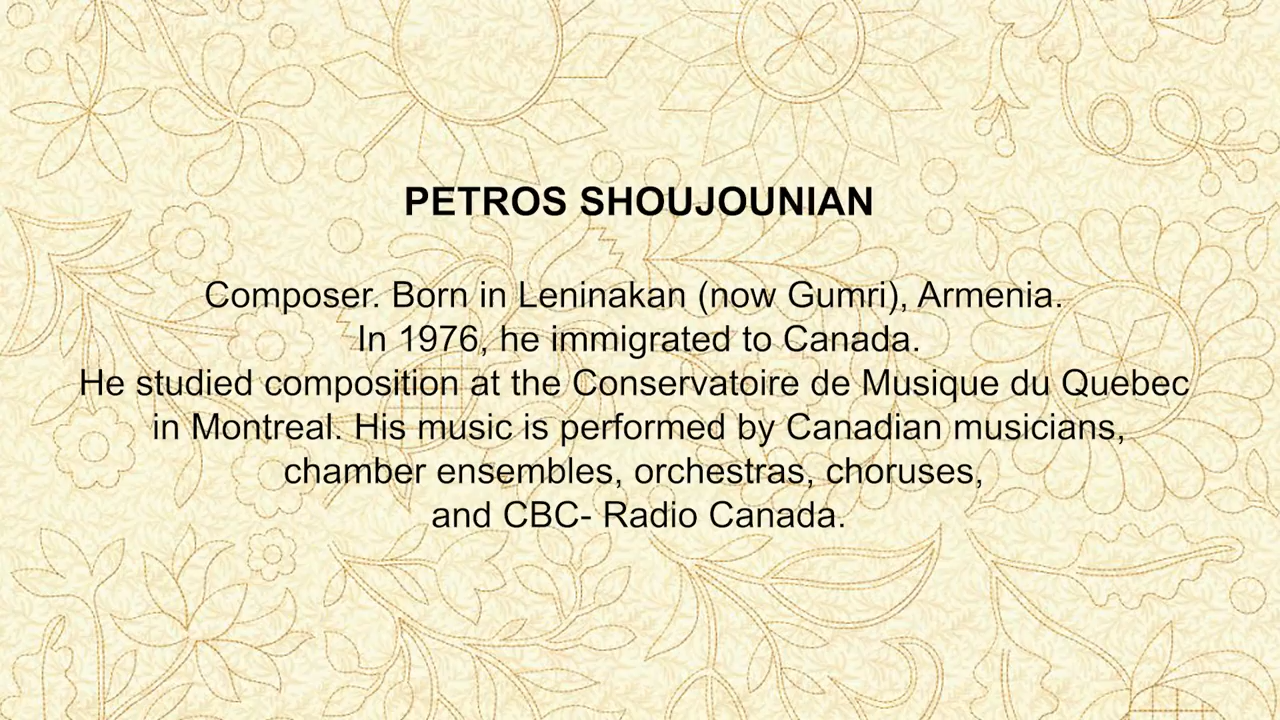 PETROS SHOUJOUNIAN
Composer. Born in Leninakan (now Gumri), Armenia.
In 1976, he immigrated to Canada.
He studied composition at the Conservatoire de Musique du Quebec
in Montreal. His music is performed by Canadian musicians,
chamber ensembles, orchestras, choruses,
and CBC- Radio Canada.